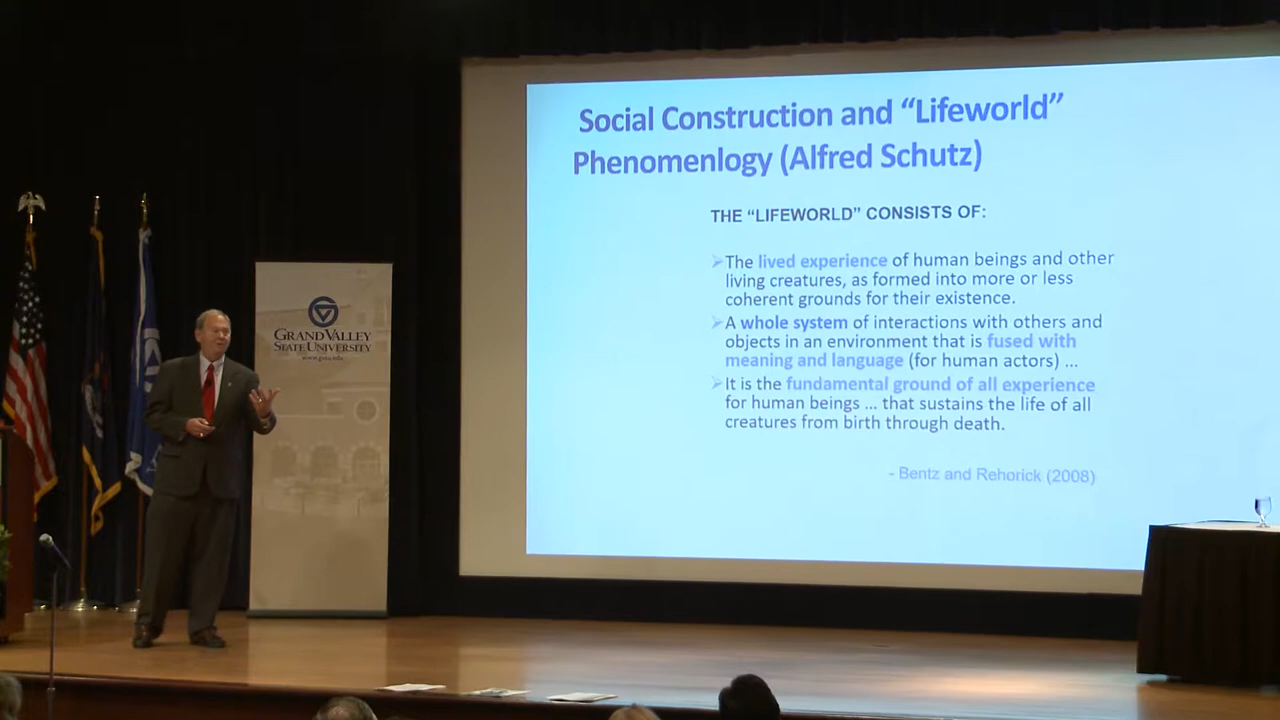 Social Construction and “Lifeworld”
Phenomenlogy (Alfred Schutz)
THE “LIFEWORLD” CONSISTS OF:
➢The lived experience of human beings and other
living creatures, as formed into more or less
coherent grounds for their existence.
➢A whole system of interactions with others and
objects in an environment that is fused with
meaning and language (for human actors) ...
➢It is the fundamental ground of all experience
for human beings ... that sustains the life of all
creatures from birth through death.
- Bentz and Rehorick (2008)
GRAND VALLEY
STATE UNIVERSITY
www.gvsu.edu